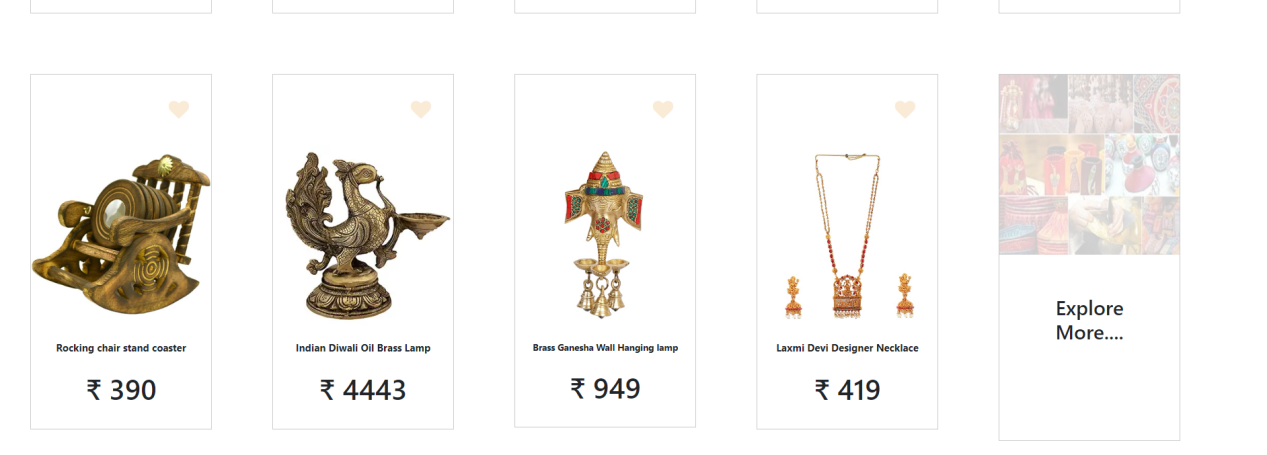 Rocking chair stand coaster
₹ 390
Indian Diwali Oil Brass Lamp
₹ 4443
Brass Ganesha Wall Hanging lamp
₹ 949
Laxmi Devi Designer Necklace
₹ 419
Explore
More....